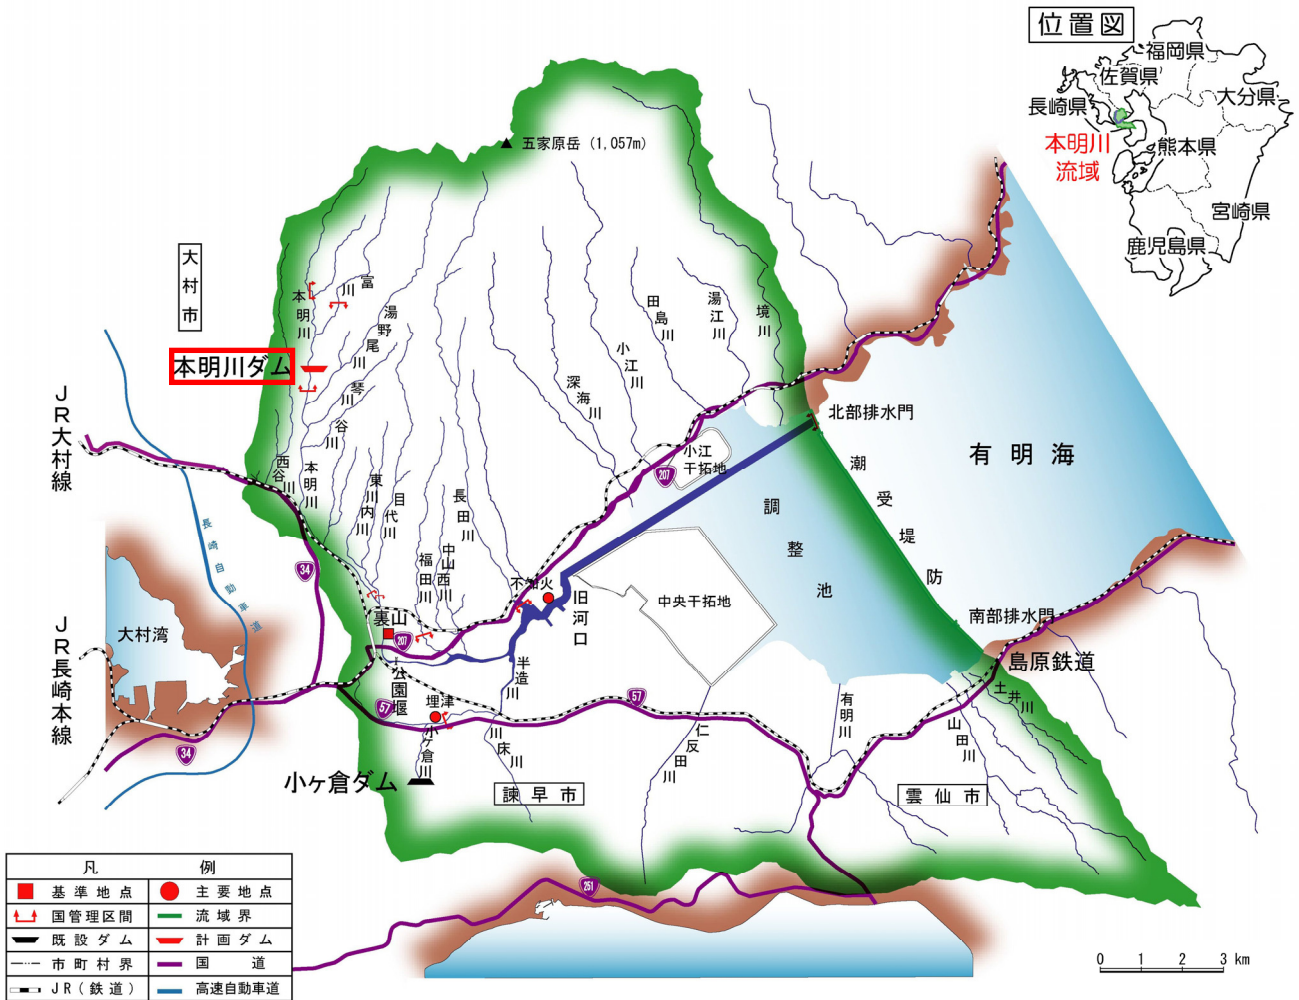 位置図
福岡県
佐賀県
大分県
長崎県
本明川
流域
熊本県
宮崎県
鹿児島県
五家原岳 (1,057m)
大村市
本明川
富川
湯野尾川
琴川
谷川
本明川ダム
田島川
湯江川
境川
小江川
深海川
北部排水門
有明海
小江
干拓地
207
潮受堤防
調整池
JR大村線
西谷川
本明川
東川内川
目代川
長田川
福田川
中山西川
長崎自動車道
34
不知火
旧河口
中央干拓地
裏山
207
南部排水門
島原鉄道
大村湾
JR長崎本線
公園堰
半造川
土井川
57
埋津
57
有明川
山田川
仁反田川
川床川
小ヶ倉川
34
小ヶ倉ダム
諫早市
雲仙市
251
凡例
基準地点
主要地点
国管理区間
流域界
既設ダム
計画ダム
市町村界
国道
JR(鉄道)
高速自動車道
0 1 2 3 km